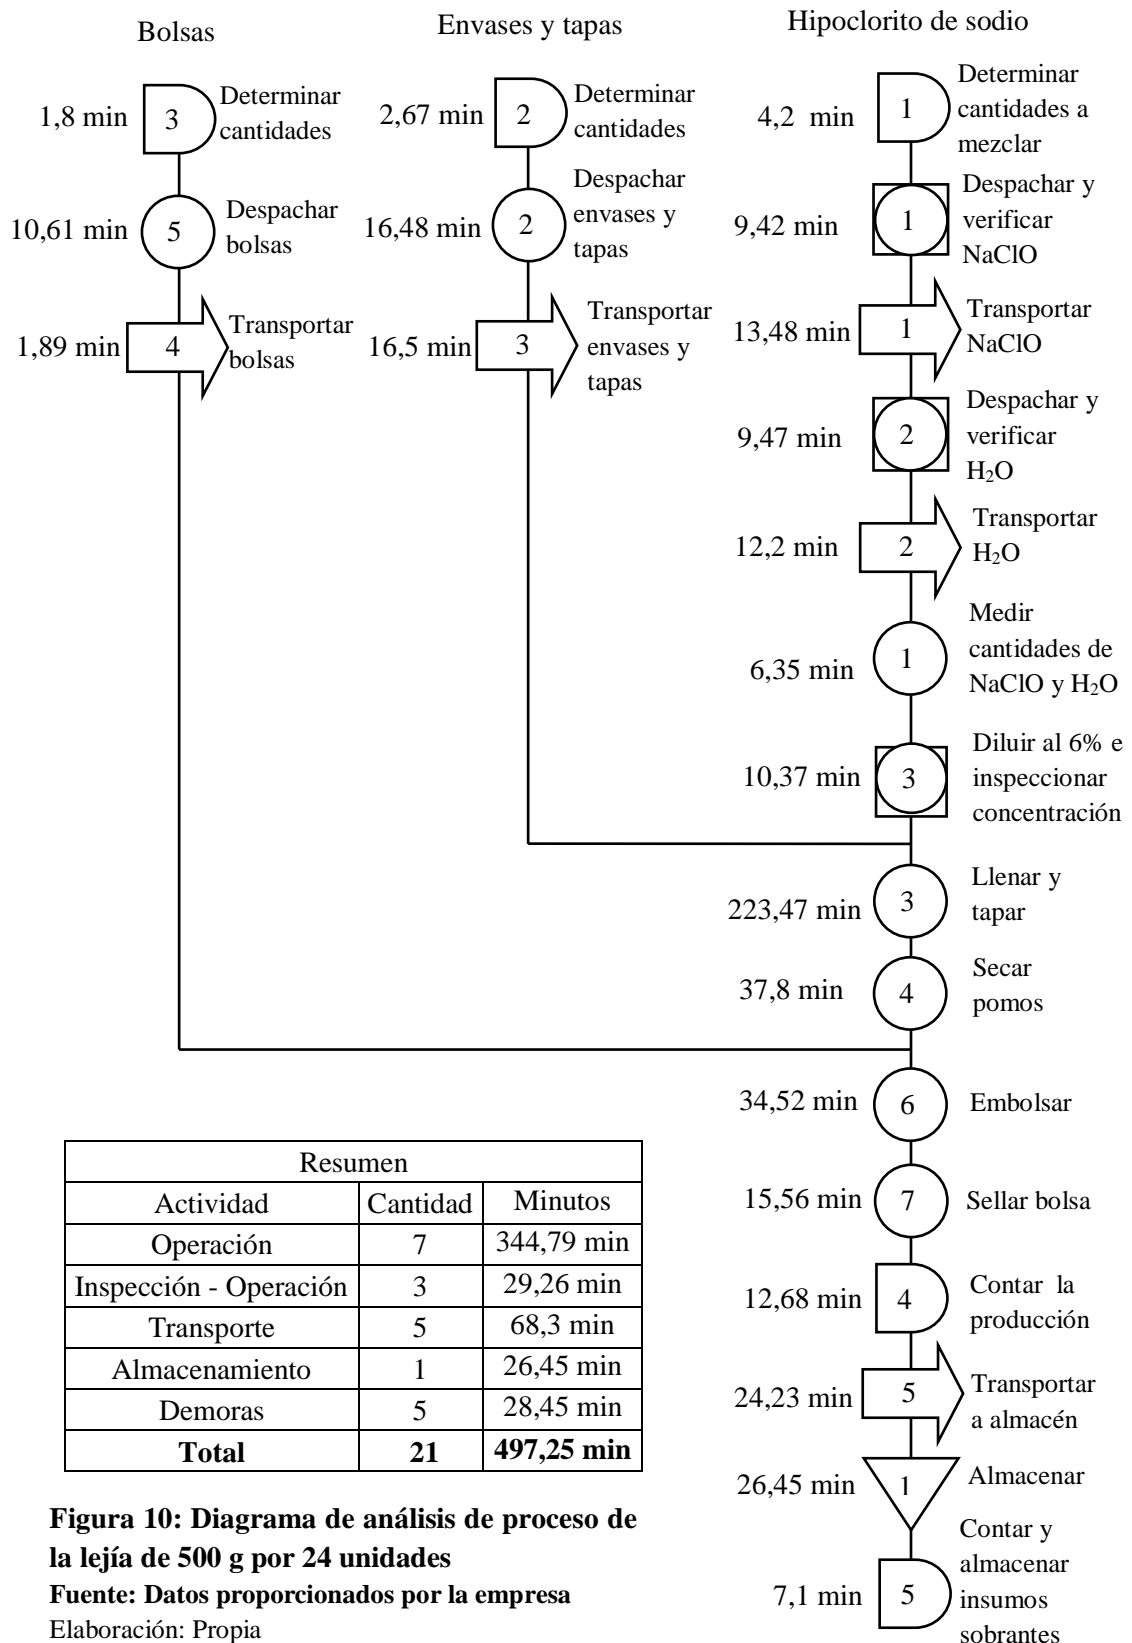 Bolsas
1,8 min
3
Determinar
cantidades
10,61 min
5
Despachar
bolsas
1,89 min
4
Transportar
bolsas
Envases y tapas
2,67 min
2
Determinar
cantidades
16,48 min
2
Despachar
envases y
tapas
16,5 min
3
Transportar
envases y
tapas
Hipoclorito de sodio
4,2 min
1
Determinar
cantidades a
mezclar
9,42 min
1
Despachar y
verificar
NaClO
13,48 min
1
Transportar
NaClO
9,47 min
2
Despachar y
verificar
H₂O
12,2 min
2
Transportar
H₂O
6,35 min
1
Medir
cantidades de
NaClO y H₂O
10,37 min
3
Diluir al 6% e
inspeccionar
concentración
223,47 min
3
Llenar y
tapar
37,8 min
4
Secar
pomos
34,52 min
6
Embolsar
15,56 min
7
Sellar bolsa
12,68 min
4
Contar la
producción
24,23 min
5
Transportar
a almacén
26,45 min
1
Almacenar
7,1 min
5
Contar y
almacenar
insumos
sobrantes
Resumen
Actividad Cantidad Minutos
Operación 7 344,79 min
Inspección - Operación 3 29,26 min
Transporte 5 68,3 min
Almacenamiento 1 26,45 min
Demoras 5 28,45 min
Total 21 497,25 min
Figura 10: Diagrama de análisis de proceso de
la lejía de 500 g por 24 unidades
Fuente: Datos proporcionados por la empresa
Elaboración: Propia